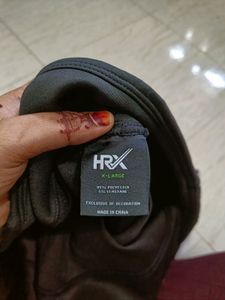 HRX
X-LARGE
95% POLYESTER
5% ELASTANE
EXCLUSIVE OF DECORATION
MADE IN CHINA